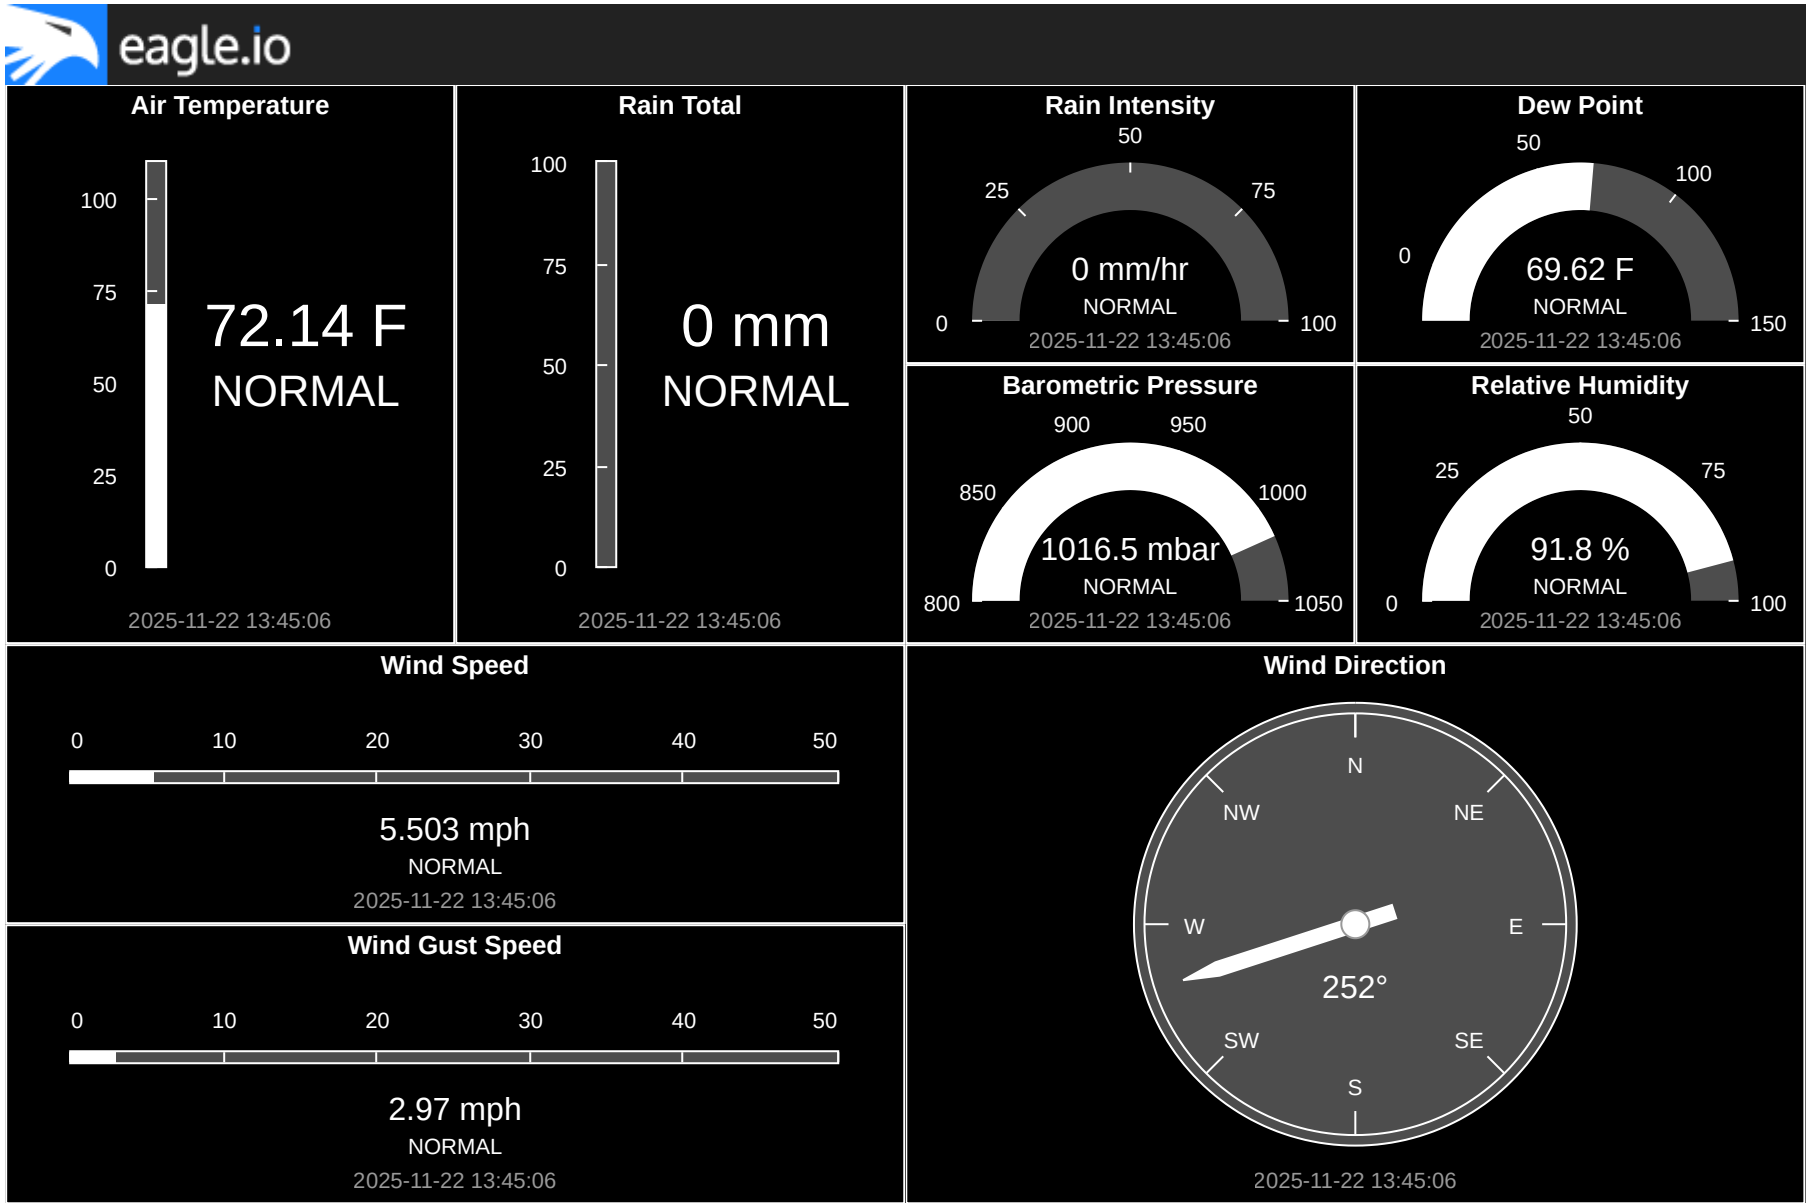 eagle.io
Air Temperature
100
75
50
25
0
72.14 F
NORMAL
2025-11-22 13:45:06
Rain Total
100
75
50
25
0
0 mm
NORMAL
2025-11-22 13:45:06
Rain Intensity
50
25
75
0
100
0 mm/hr
NORMAL
2025-11-22 13:45:06
Dew Point
50
100
0
150
69.62 F
NORMAL
2025-11-22 13:45:06
Barometric Pressure
900 950
850 1000
800 1050
1016.5 mbar
NORMAL
2025-11-22 13:45:06
Relative Humidity
50
25 75
0 100
91.8 %
NORMAL
2025-11-22 13:45:06
Wind Speed
0 10 20 30 40 50
5.503 mph
NORMAL
2025-11-22 13:45:06
Wind Gust Speed
0 10 20 30 40 50
2.97 mph
NORMAL
2025-11-22 13:45:06
Wind Direction
N
NW NE
W E
252°
SW SE
S
2025-11-22 13:45:06